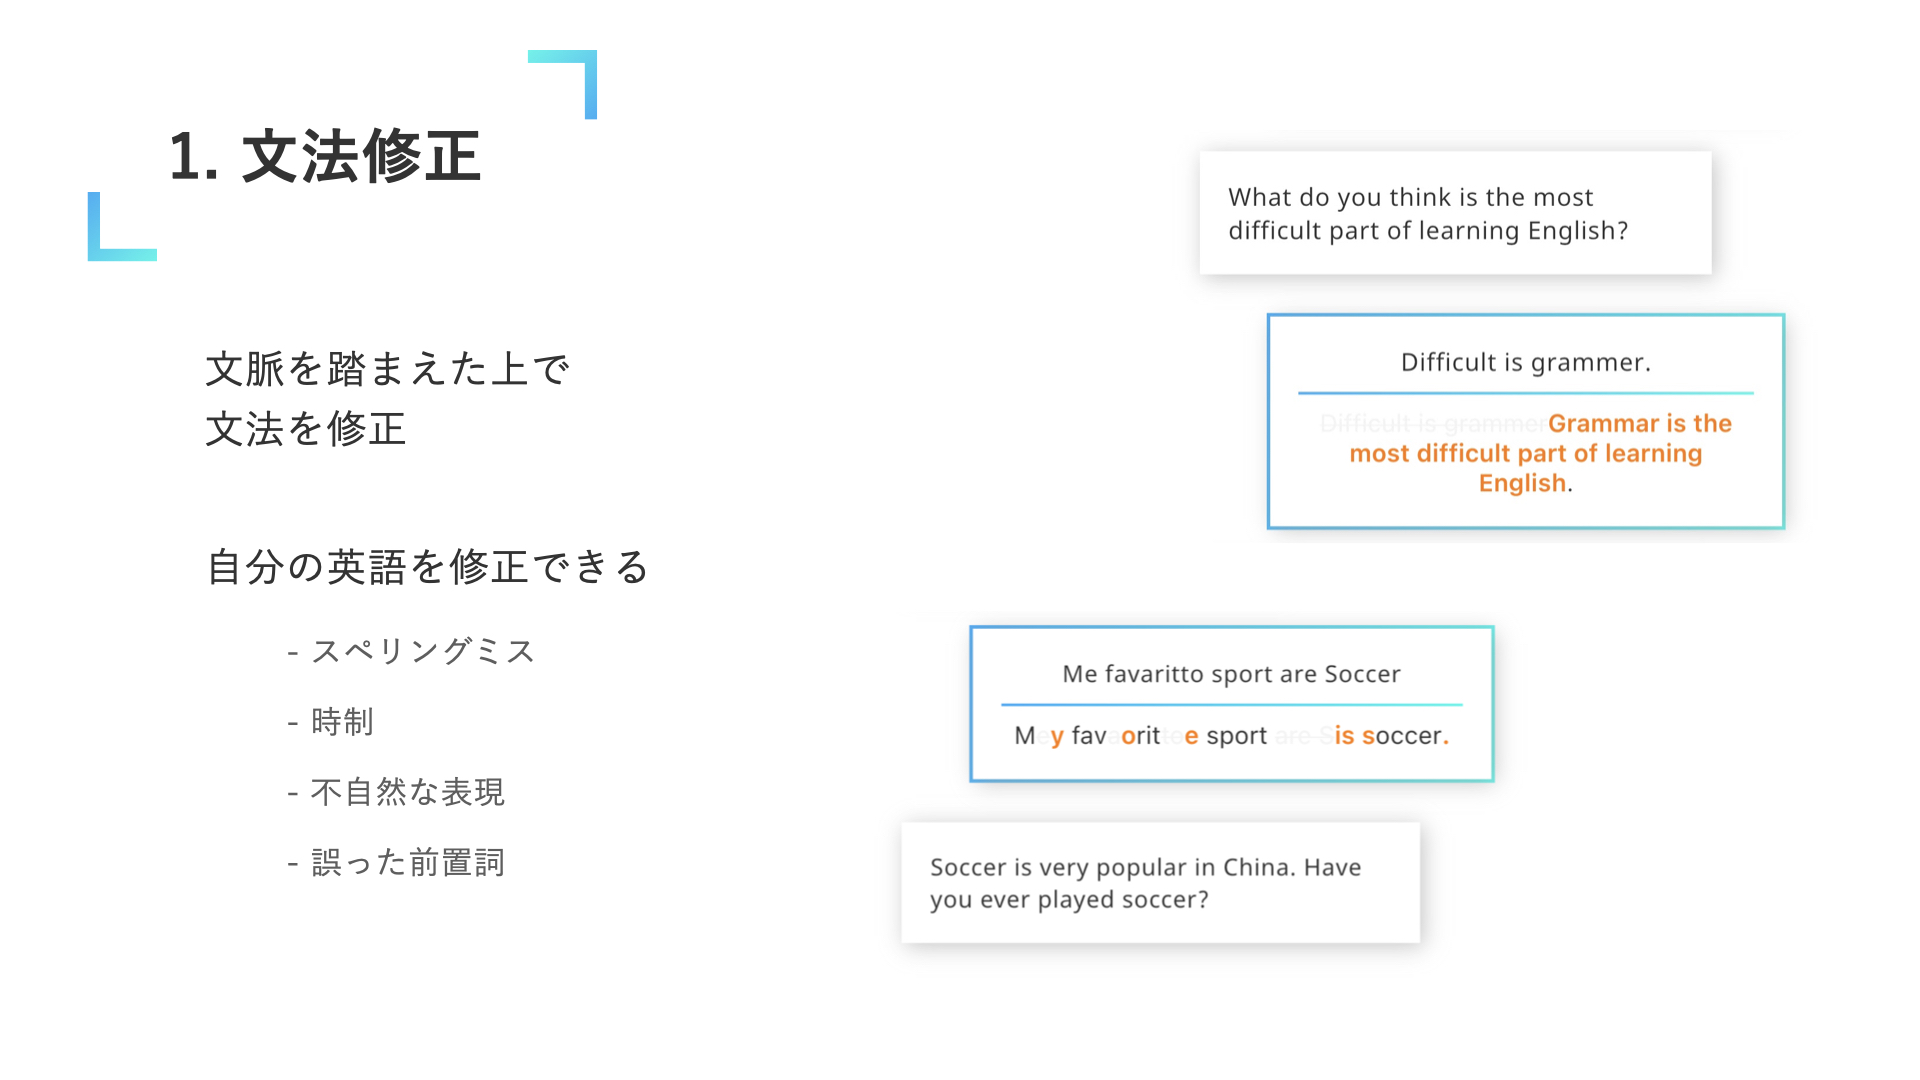 1. 文法修正
文脈を踏まえた上で
文法を修正
自分の英語を修正できる
- スペリングミス
- 時制
- 不自然な表現
- 誤った前置詞
What do you think is the most
difficult part of learning English?
Difficult is grammer.
Difficult is grammer Grammar is the
most difficult part of learning
English.
Me favaritto sport are Soccer
Mey favaorittoe sport are Sis soccer.
Soccer is very popular in China. Have
you ever played soccer?